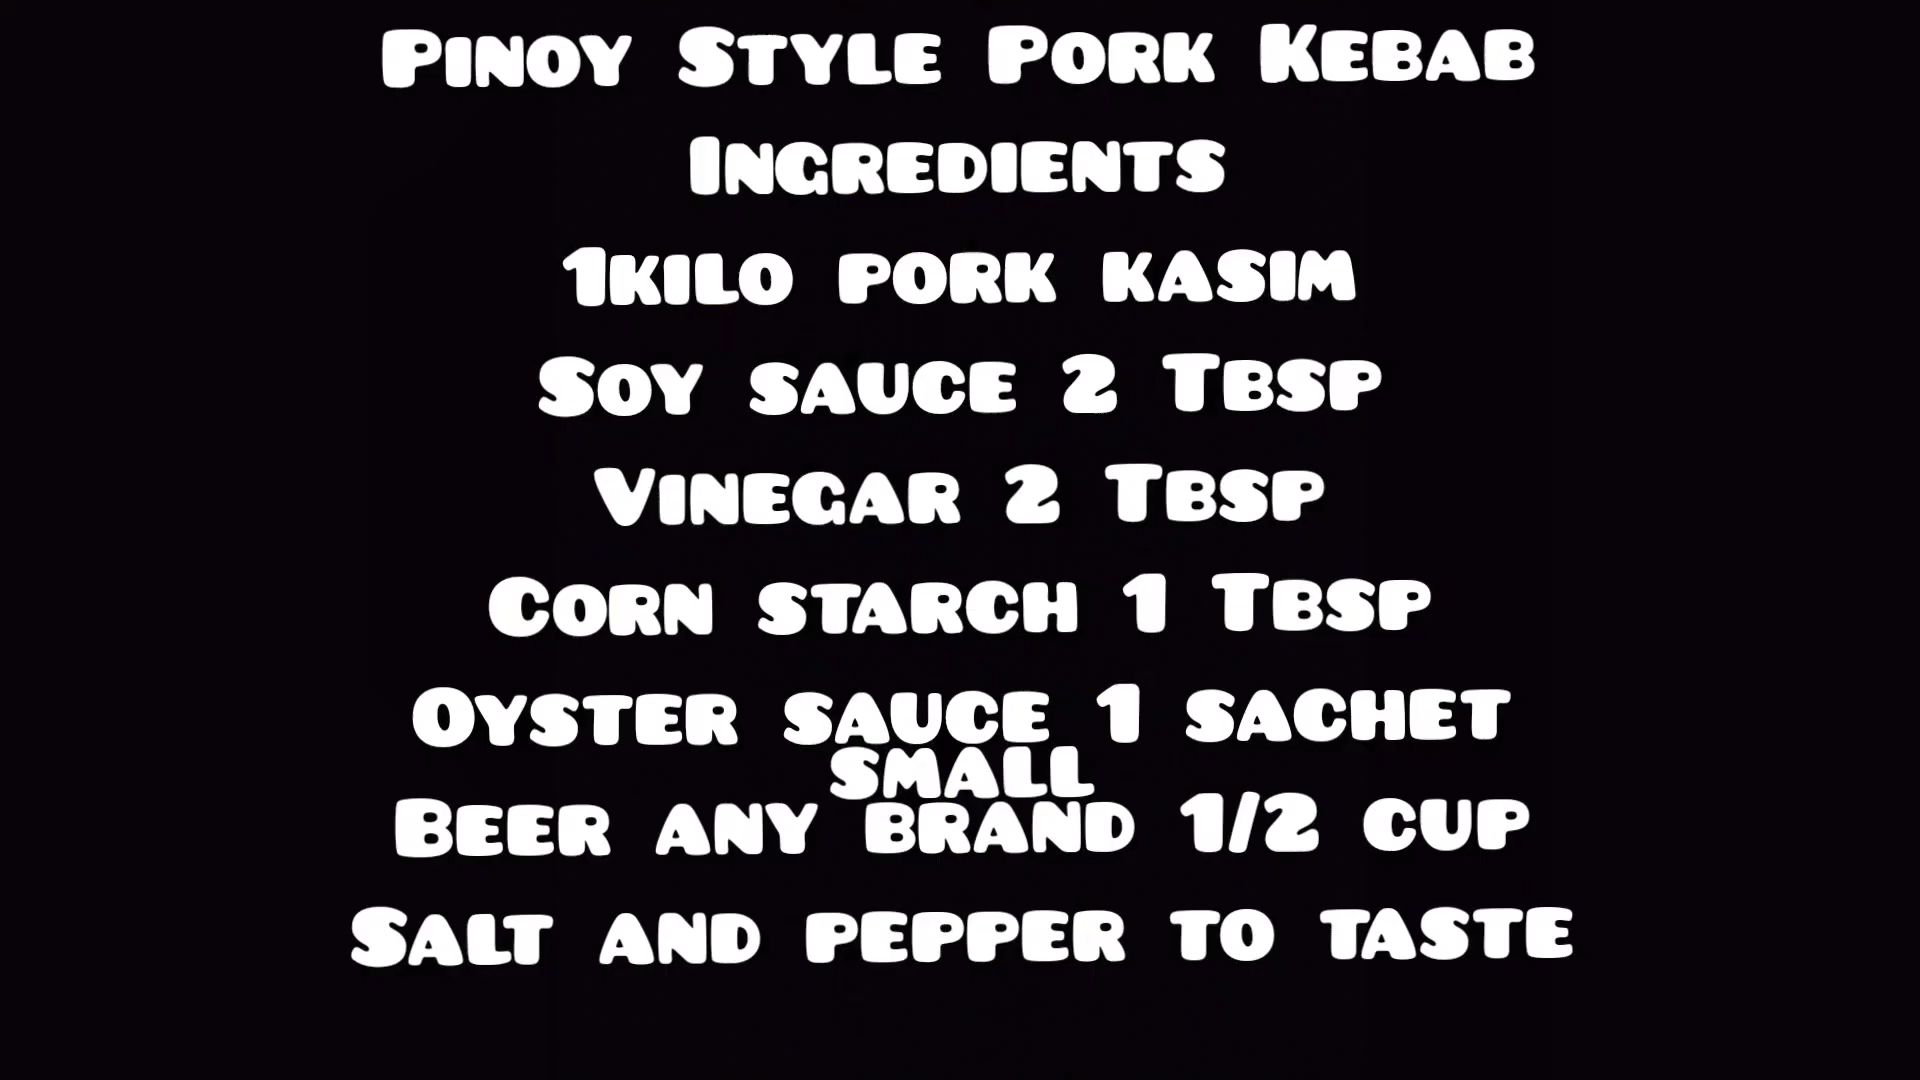 Pinoy Style Pork Kebab
Ingredients
1kilo pork kasim
Soy sauce 2 Tbsp
Vinegar 2 Tbsp
Corn starch 1 Tbsp
Oyster sauce 1 sachet
small
Beer any brand 1/2 cup
Salt and pepper to taste